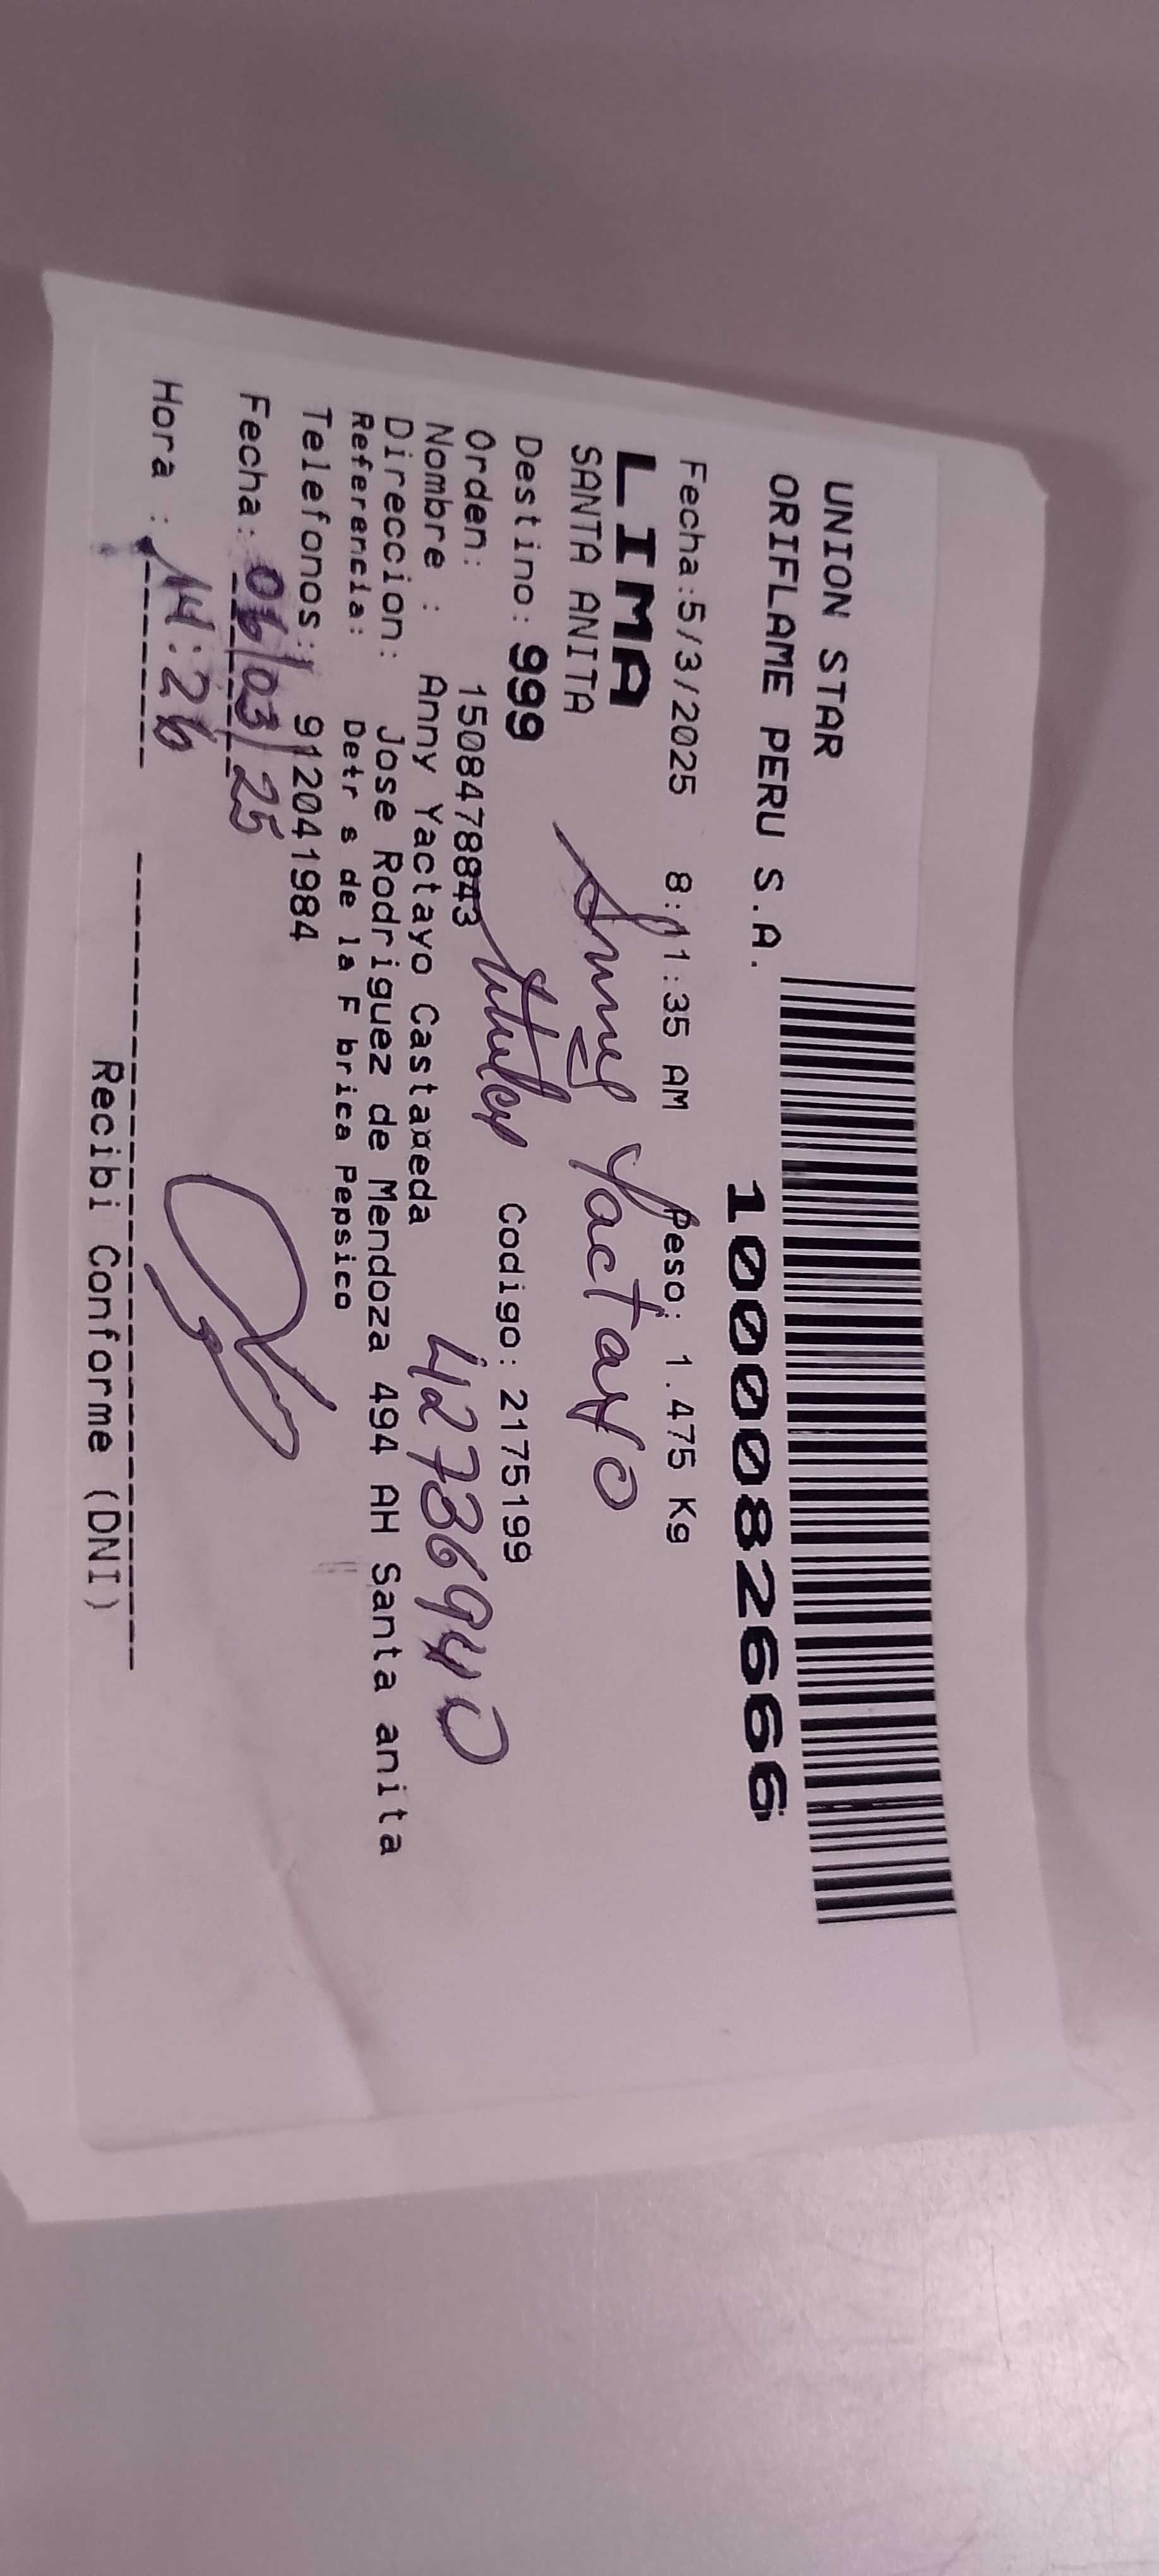 UNION STAR
ORIFLAME PERU S.A.
1000082666
Fecha:5/3/2025 8:11:35 AM Peso: 1.475 Kg
LIMA
SANTA ANITA
Anny Yactayo
Destino: 999 Codigo: 2175199
titular
Orden: 1508478843
Nombre : Anny Yactayo Castaeda
42736940
Direccion: Jose Rodriguez de Mendoza 494 AH Santa anita
Referencia: Detr s de la F brica Pepsico
Telefonos: 912041984
Fecha: 06/03/25
Hora : 14:26
Recibi Conforme (DNI)